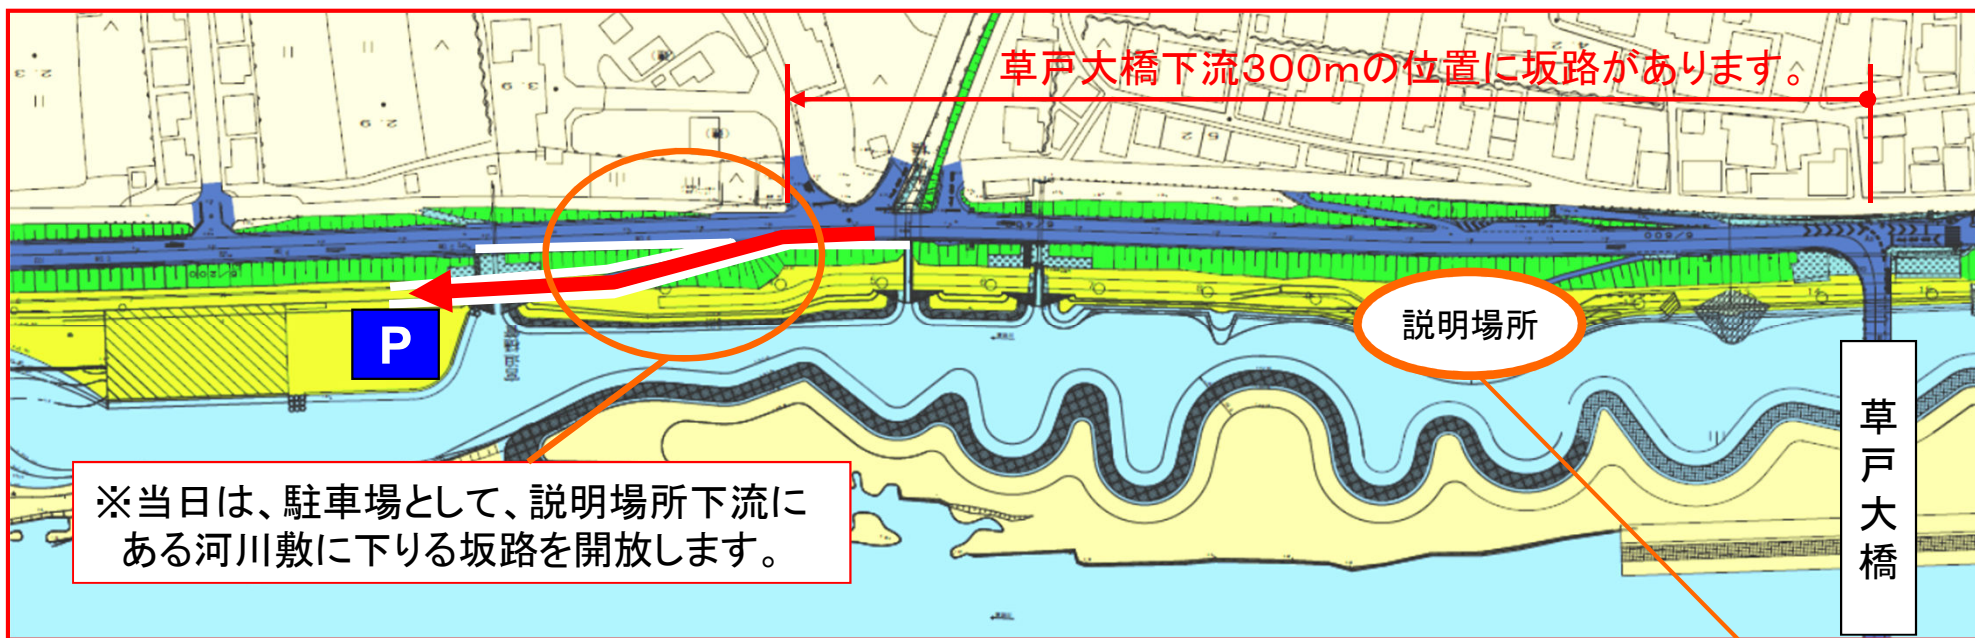 草戸大橋下流300mの位置に坂路があります。
説明場所
P
草戸大橋
※当日は、駐車場として、説明場所下流に
ある河川敷に下りる坂路を開放します。